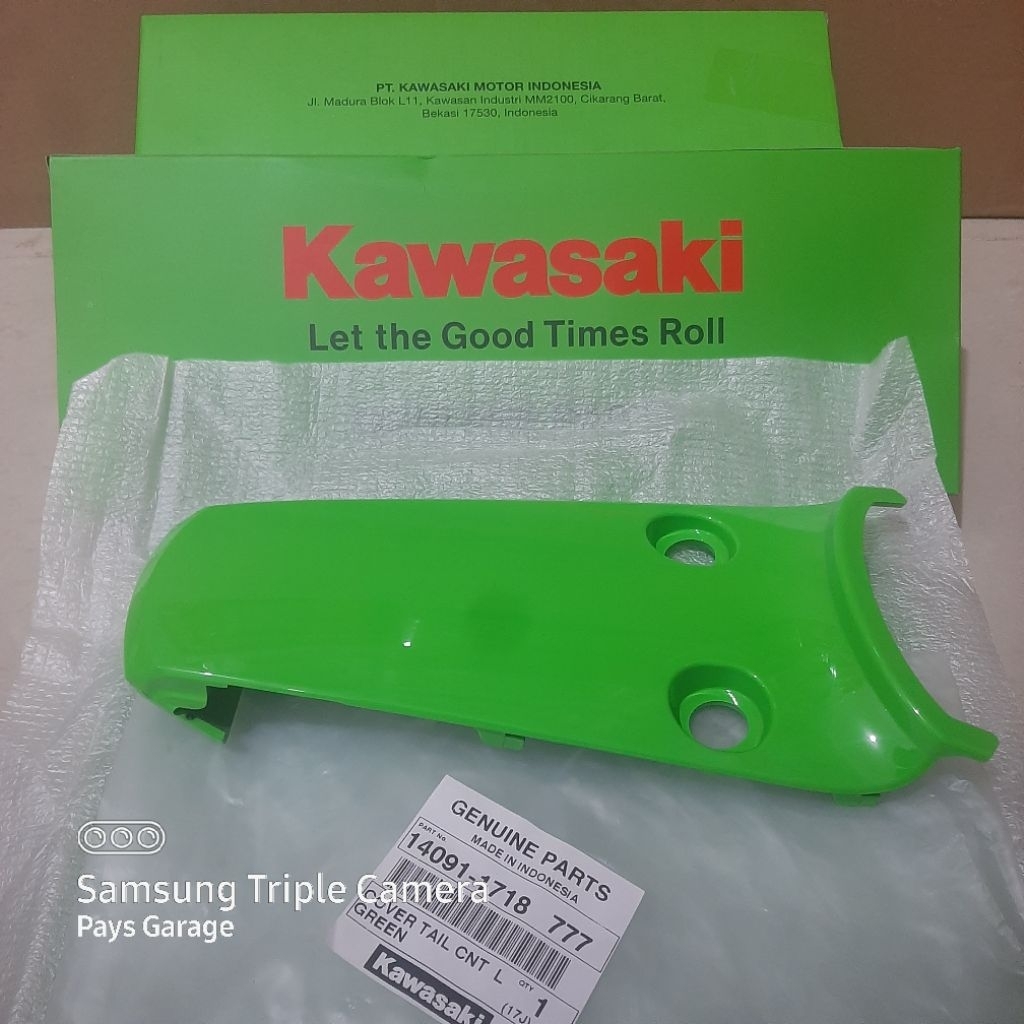 PT. KAWASAKI MOTOR INDONESIA
Jl. Madura Blok L11, Kawasan Industri MM2100, Cikarang Barat,
Bekasi 17530, Indonesia
Kawasaki
Let the Good Times Roll
GENUINE PARTS
MADE IN INDONESIA
PART No
14091-1718 777
COVER TAIL CNT L
GREEN
QTY
1
(17J)
Kawasaki
Samsung Triple Camera
Pays Garage